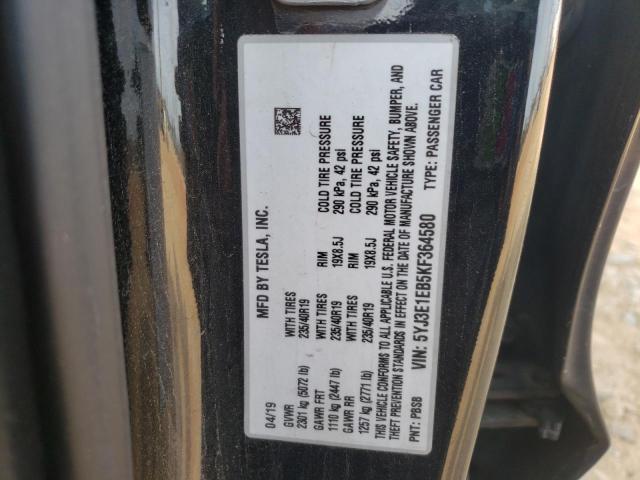 MFD BY TESLA, INC.
04/19
GVWR WITH TIRES
2301 kg (5072 lb) 235/40R19
GAWR FRT WITH TIRES RIM COLD TIRE PRESSURE
1110 kg (2447 lb) 235/40R19 19X8.5J 290 kPa, 42 psi
GAWR RR WITH TIRES RIM COLD TIRE PRESSURE
1257 kg (2771 lb) 235/40R19 19X8.5J 290 kPa, 42 psi
THIS VEHICLE CONFORMS TO ALL APPLICABLE U.S. FEDERAL MOTOR VEHICLE SAFETY, BUMPER, AND
THEFT PREVENTION STANDARDS IN EFFECT ON THE DATE OF MANUFACTURE SHOWN ABOVE.
VIN: 5YJ3E1EB5KF364580
PNT: PBSB TYPE: PASSENGER CAR